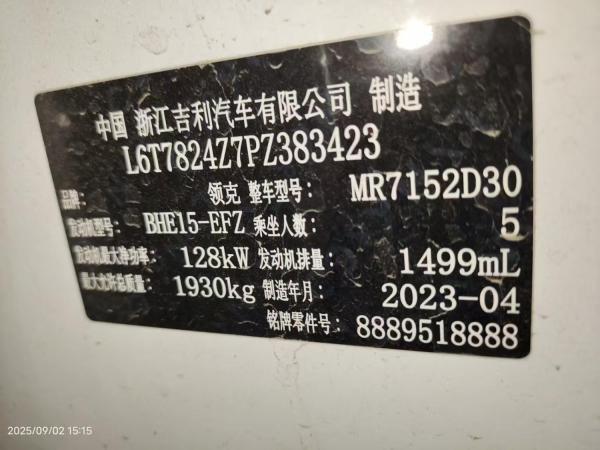 中国 浙江吉利汽车有限公司 制造
L6T7824Z7PZ383423
品牌: 领克 整车型号: MR7152D30
发动机型号: BHE15-EFZ 乘坐人数: 5
发动机最大净功率: 128kW 发动机排量: 1499mL
最大允许总质量: 1930kg 制造年月: 2023-04
铭牌零件号: 8889518888
2025/09/02 15:15